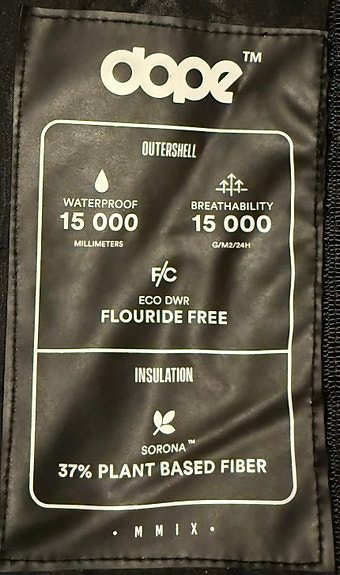 dope™
OUTERSHELL
WATERPROOF
15 000
MILLIMETERS
BREATHABILITY
15 000
G/M2/24H
F/C
ECO DWR
FLOURIDE FREE
INSULATION
SORONA™
37% PLANT BASED FIBER
• M M I X •